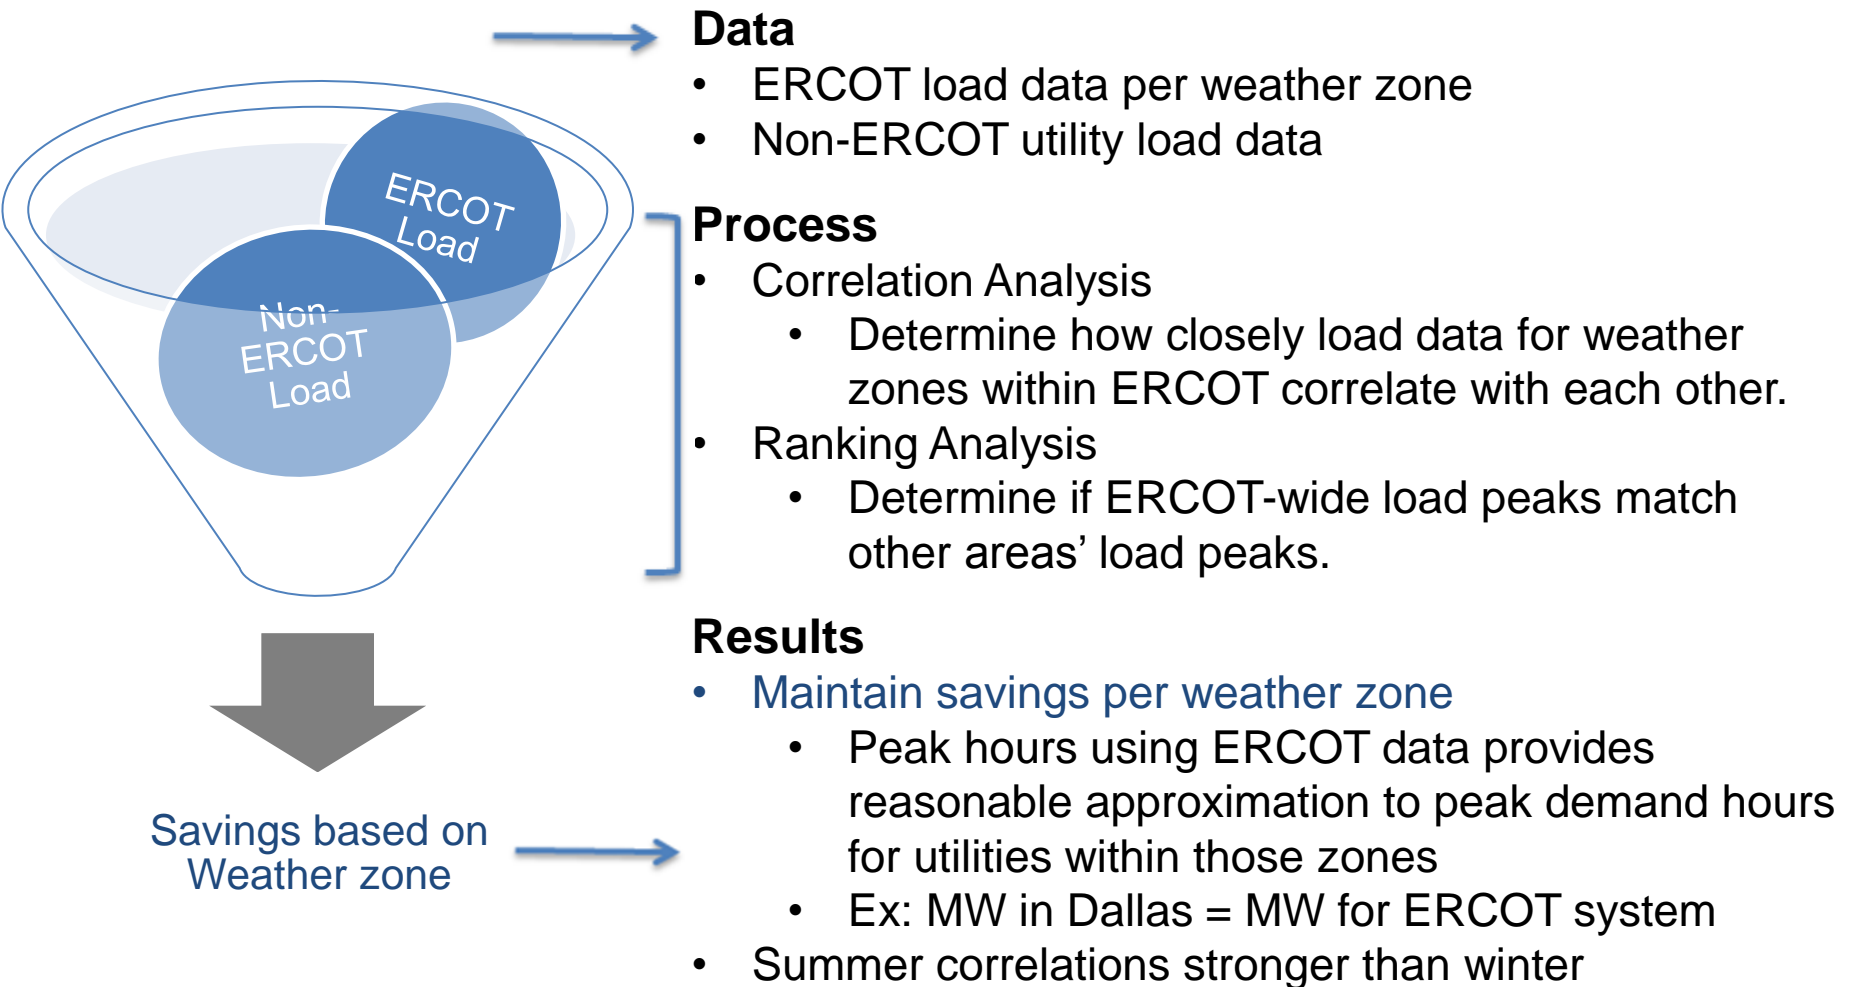 Data
• ERCOT load data per weather zone
• Non-ERCOT utility load data
ERCOT
Load
Non-
ERCOT
Load
Process
• Correlation Analysis
• Determine how closely load data for weather
zones within ERCOT correlate with each other.
• Ranking Analysis
• Determine if ERCOT-wide load peaks match
other areas’ load peaks.
Results
• Maintain savings per weather zone
• Peak hours using ERCOT data provides
reasonable approximation to peak demand hours
for utilities within those zones
• Ex: MW in Dallas = MW for ERCOT system
• Summer correlations stronger than winter
Savings based on
Weather zone